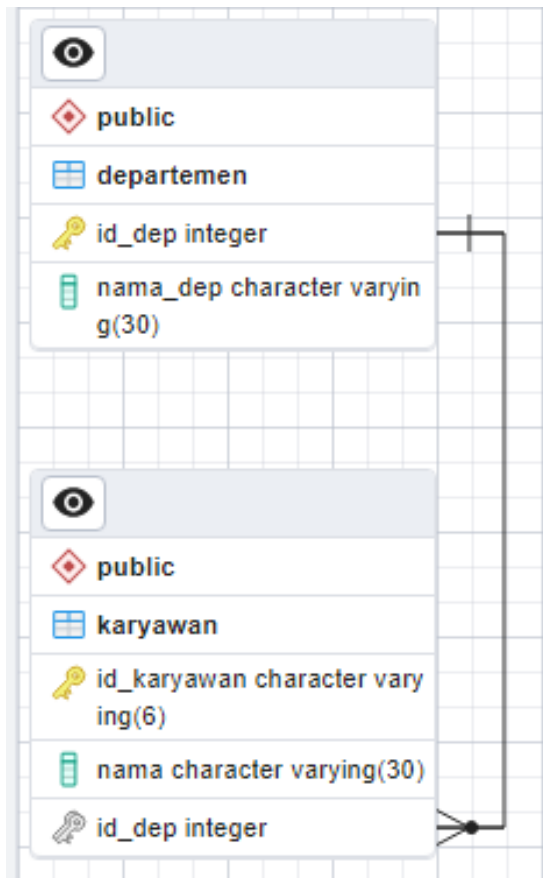 public
departemen
id_dep integer
nama_dep character varyin
g(30)
public
karyawan
id_karyawan character vary
ing(6)
nama character varying(30)
id_dep integer